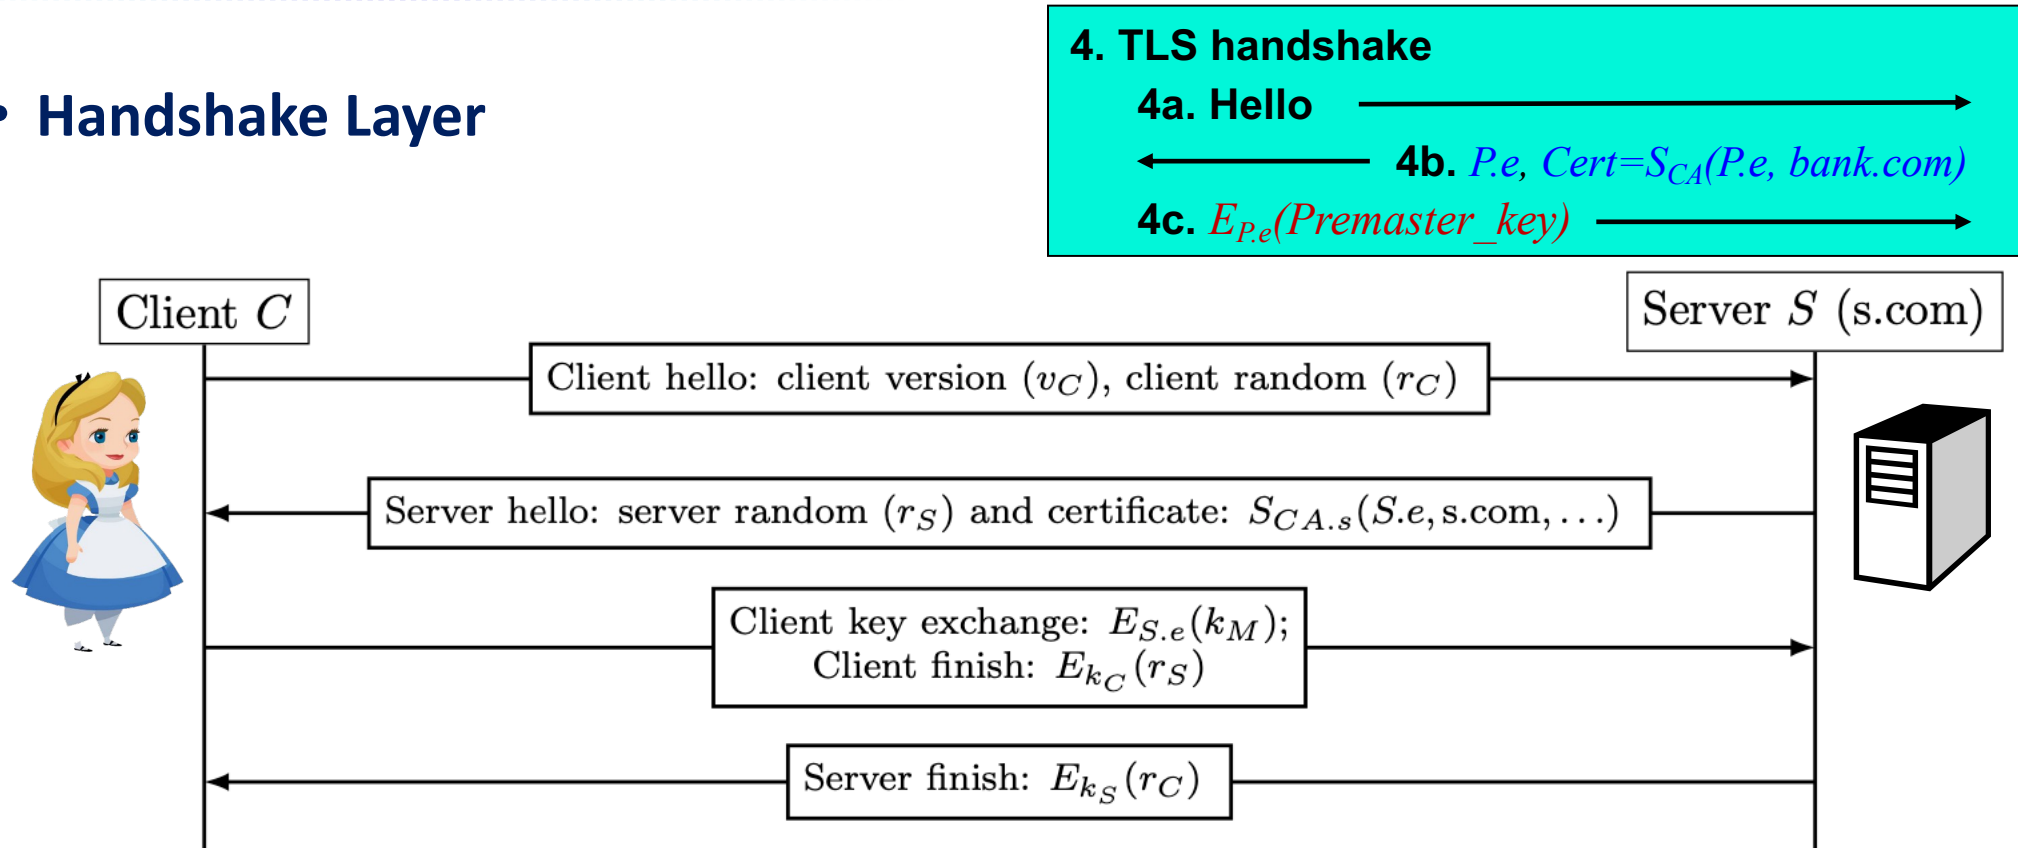 4. TLS handshake
4a. Hello
• Handshake Layer
4b. P.e, Cert=S_CA(P.e, bank.com)
4c. E_P.e(Premaster_key)
Client C
Server S (s.com)
Client hello: client version (v_C), client random (r_C)
Server hello: server random (r_S) and certificate: S_CA.s(S.e, s.com, ...)
Client key exchange: E_S.e(k_M);
Client finish: E_k_C(r_S)
Server finish: E_k_S(r_C)